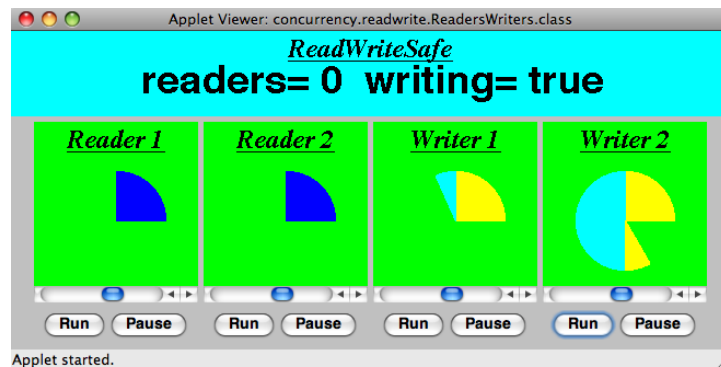 Applet Viewer: concurrency.readwrite.ReadersWriters.class
ReadWriteSafe
readers= 0 writing= true
Reader 1 Reader 2 Writer 1 Writer 2
Run Pause Run Pause Run Pause Run Pause
Applet started.